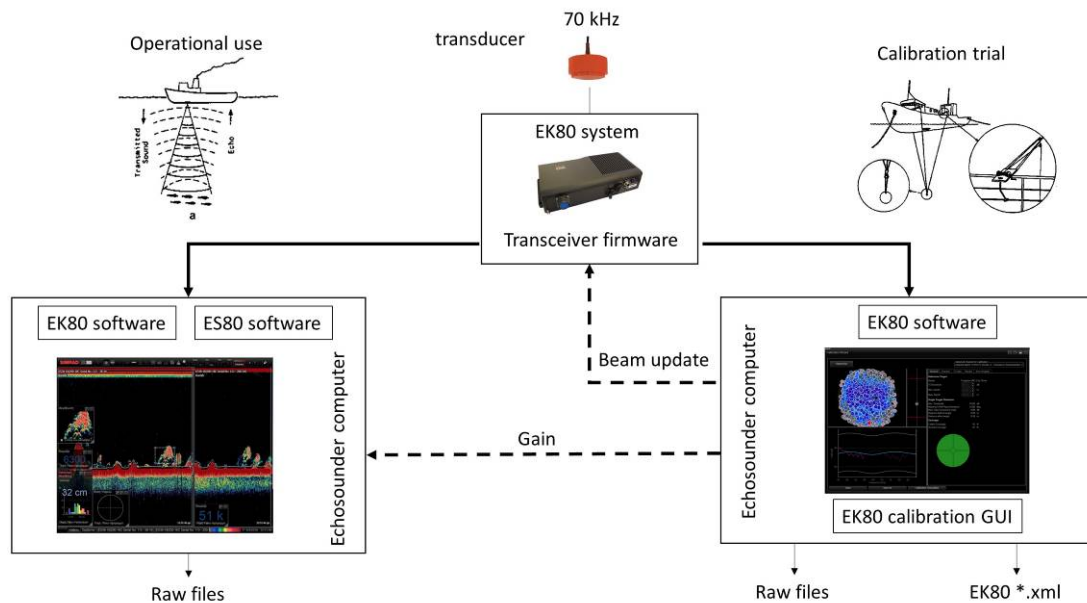 70 kHz
transducer
Operational use
Calibration trial
Transmitted
Sound
Echo
a
EK80 system
Transceiver firmware
EK80 software
ES80 software
Echosounder computer
32 cm
51 k
Raw files
Beam update
Gain
EK80 software
Echosounder computer
EK80 calibration GUI
Raw files
EK80 *.xml